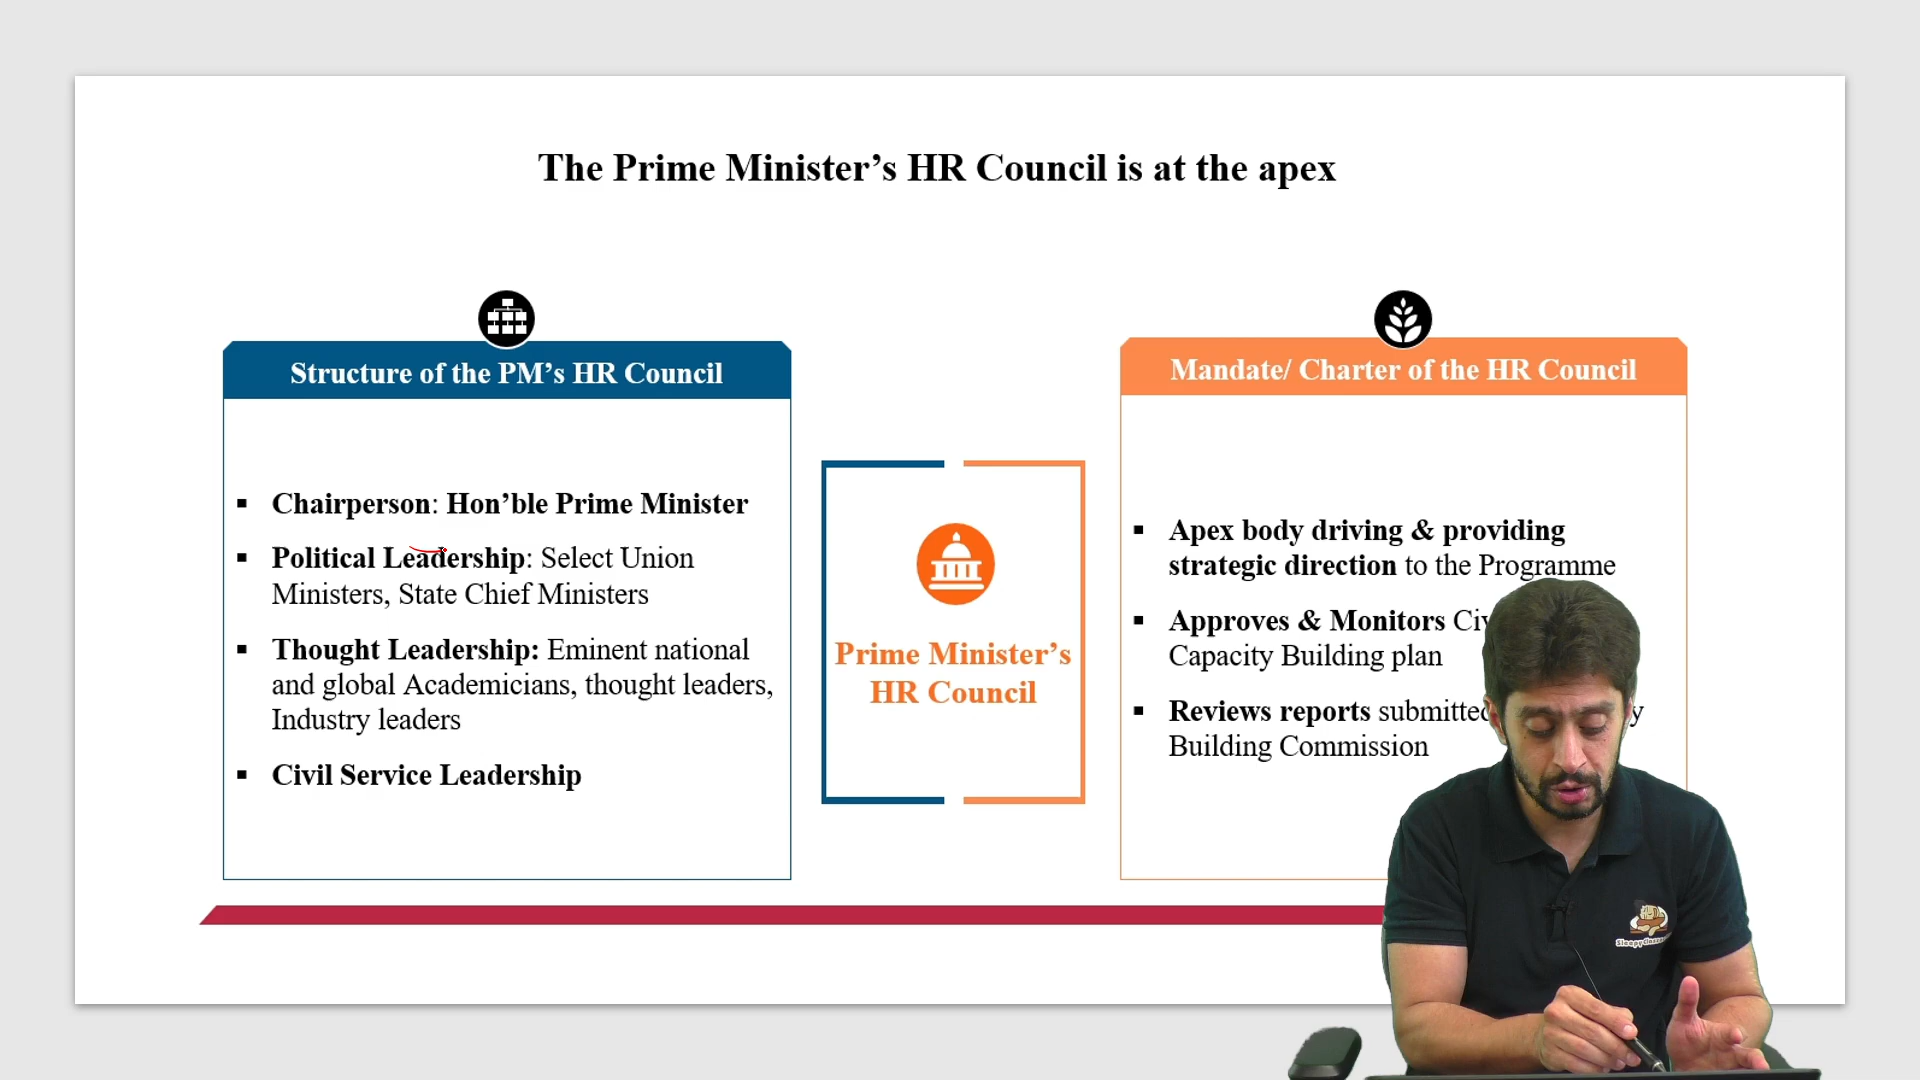 The Prime Minister’s HR Council is at the apex
Structure of the PM’s HR Council
▪ Chairperson: Hon’ble Prime Minister
▪ Political Leadership: Select Union
Ministers, State Chief Ministers
▪ Thought Leadership: Eminent national
and global Academicians, thought leaders,
Industry leaders
▪ Civil Service Leadership
Prime Minister’s
HR Council
Mandate/ Charter of the HR Council
▪ Apex body driving & providing
strategic direction to the Programme
▪ Approves & Monitors
Capacity Building plan
▪ Reviews reports submitted
Building Commission